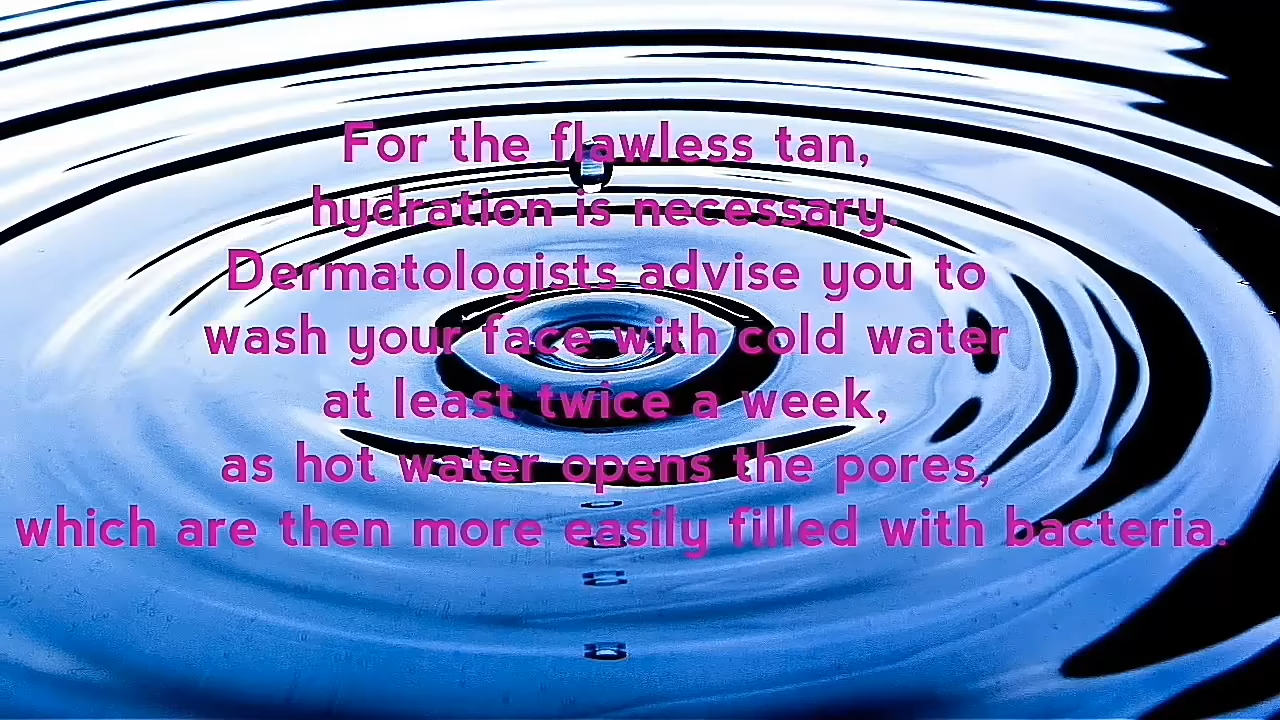 For the flawless tan,
hydration is necessary.
Dermatologists advise you to
wash your face with cold water
at least twice a week,
as hot water opens the pores,
which are then more easily filled with bacteria.